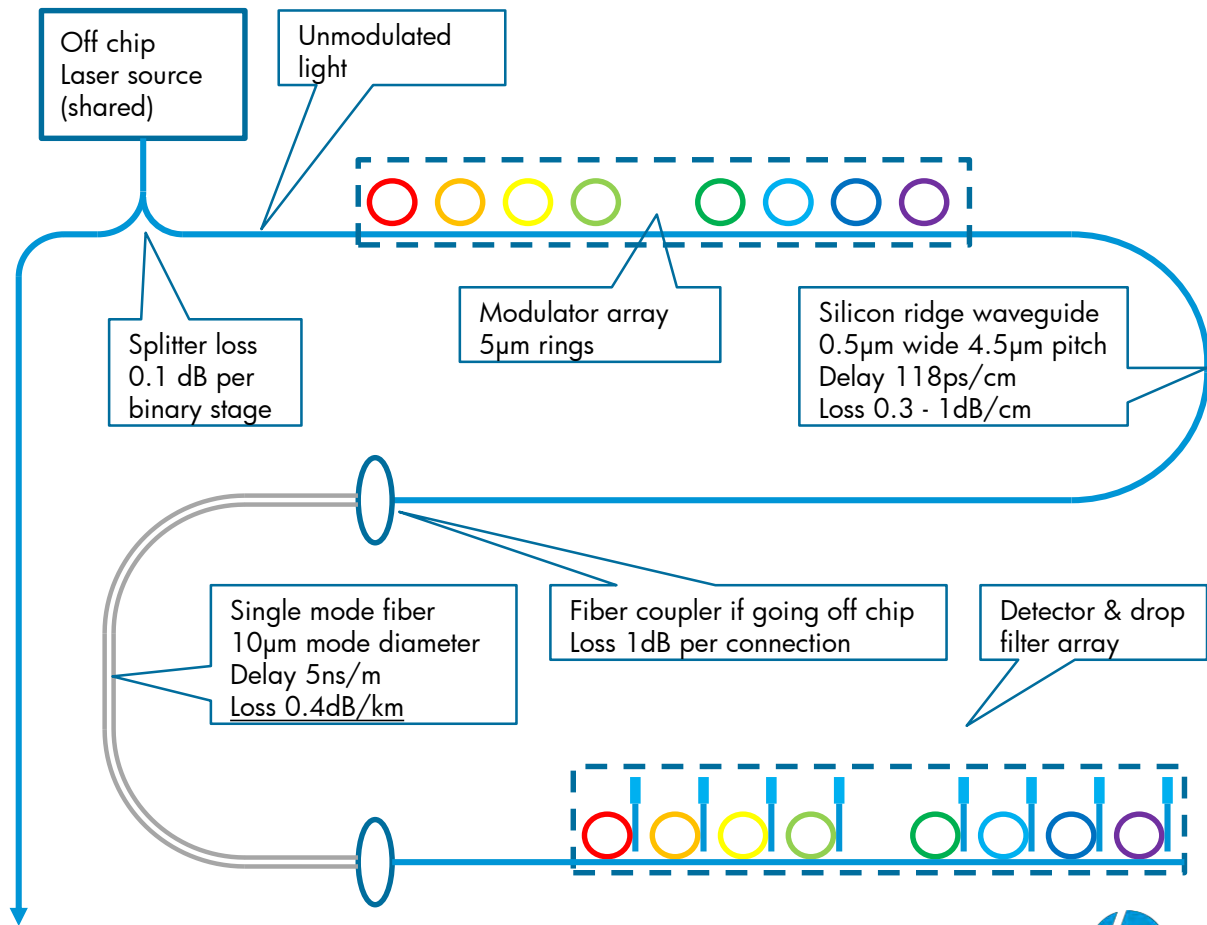 Off chip
Laser source
(shared)
Unmodulated
light
Splitter loss
0.1 dB per
binary stage
Modulator array
5µm rings
Silicon ridge waveguide
0.5µm wide 4.5µm pitch
Delay 118ps/cm
Loss 0.3 - 1dB/cm
Single mode fiber
10µm mode diameter
Delay 5ns/m
Loss 0.4dB/km
Fiber coupler if going off chip
Loss 1dB per connection
Detector & drop
filter array